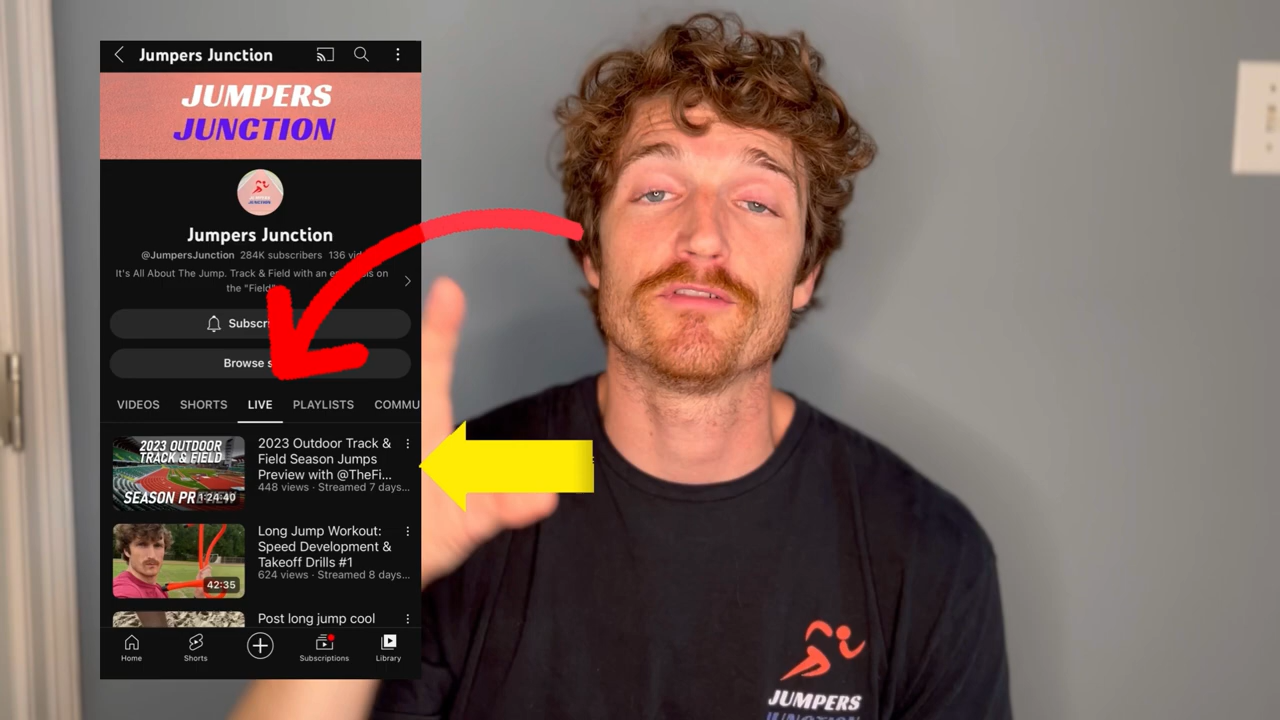 Jumpers Junction
JUMPERS
JUNCTION
Jumpers Junction
@JumpersJunction 284K subscribers 136
It's All About The Jump. Track & Field with an on
the "Field"
Browse
VIDEOS SHORTS LIVE PLAYLISTS COMMU
2023 OUTDOOR
TRACK & FIELD
SEASON
1:24:40
2023 Outdoor Track &
Field Season Jumps
Preview with @TheFi...
448 views · Streamed 7 days...
42:35
Long Jump Workout:
Speed Development &
Takeoff Drills #1
624 views · Streamed 8 days...
Post long jump cool
Home Shorts Subscriptions Library
JUMPERS
JUNCTION